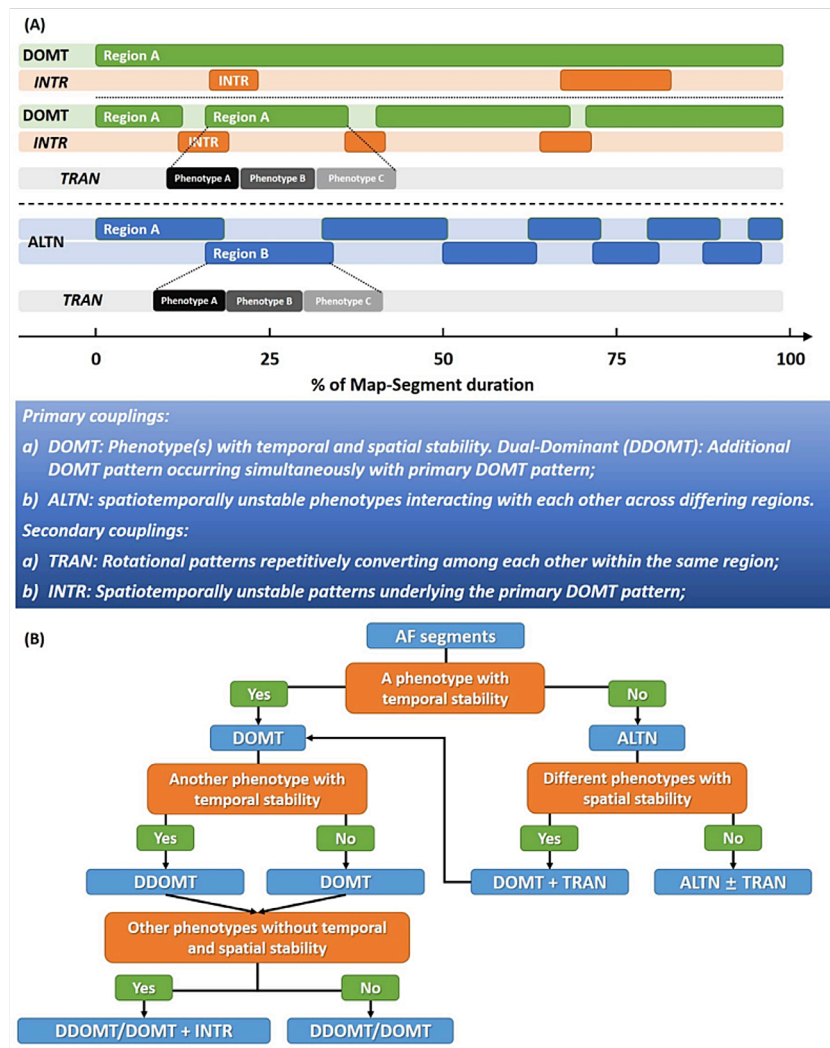 (A)
DOMT Region A
INTR INTR
DOMT Region A Region A
INTR INTR
TRAN Phenotype A Phenotype B Phenotype C
ALTN Region A
Region B
TRAN Phenotype A Phenotype B Phenotype C
0 25 50 75 100
% of Map-Segment duration
Primary couplings:
a) DOMT: Phenotype(s) with temporal and spatial stability. Dual-Dominant (DDOMT): Additional
DOMT pattern occurring simultaneously with primary DOMT pattern;
b) ALTN: spatiotemporally unstable phenotypes interacting with each other across differing regions.
Secondary couplings:
a) TRAN: Rotational patterns repetitively converting among each other within the same region;
b) INTR: Spatiotemporally unstable patterns underlying the primary DOMT pattern;
(B)
AF segments
A phenotype with
temporal stability
Yes No
DOMT ALTN
Another phenotype with
temporal stability
Different phenotypes with
spatial stability
Yes No Yes No
DDOMT DOMT DOMT + TRAN ALTN ± TRAN
Other phenotypes without temporal
and spatial stability
Yes No
DDOMT/DOMT + INTR DDOMT/DOMT